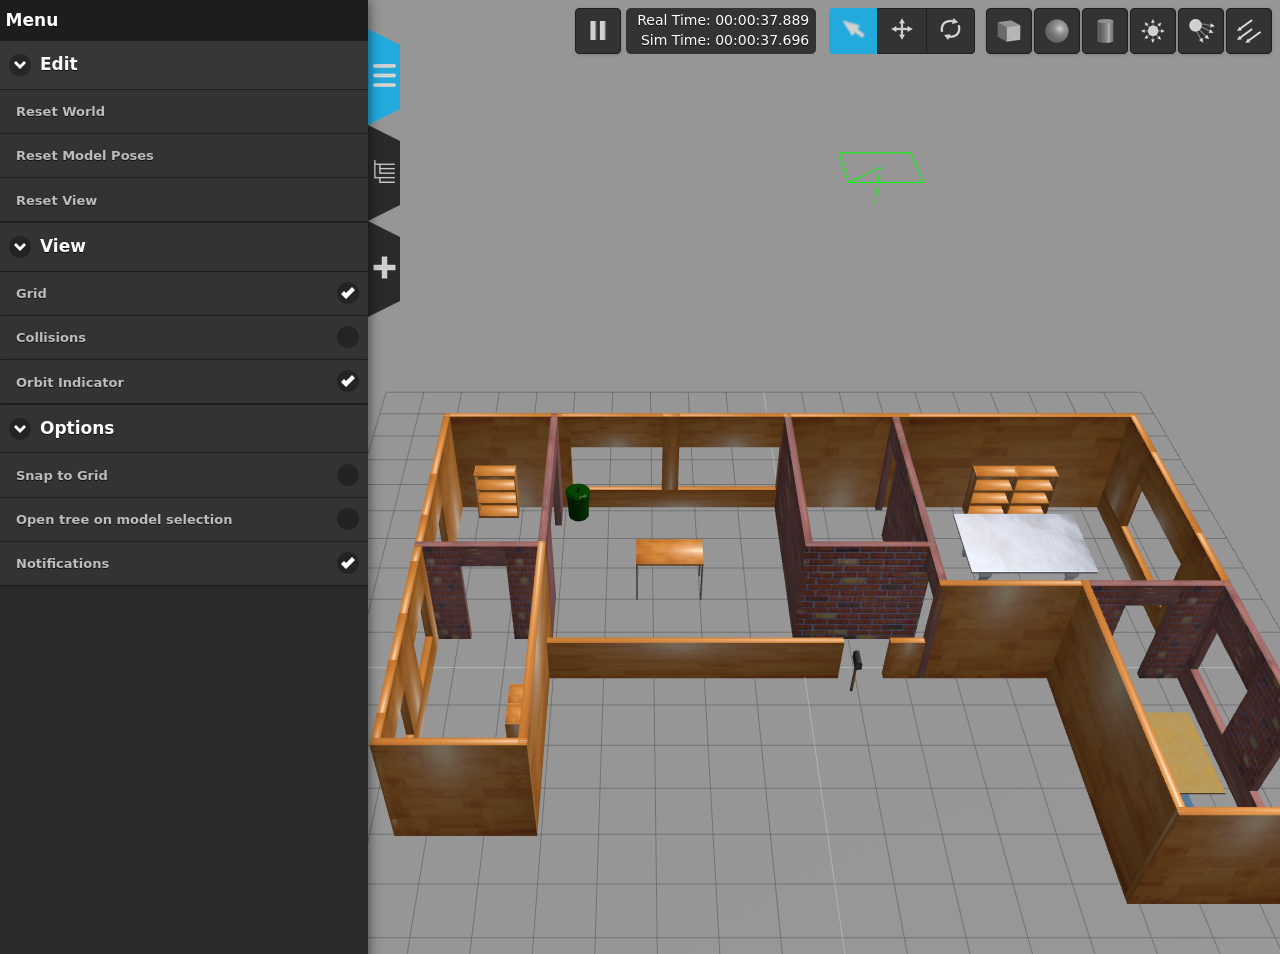 Menu
Real Time: 00:00:37.889
Sim Time: 00:00:37.696
Edit
Reset World
Reset Model Poses
Reset View
View
Grid
Collisions
Orbit Indicator
Options
Snap to Grid
Open tree on model selection
Notifications